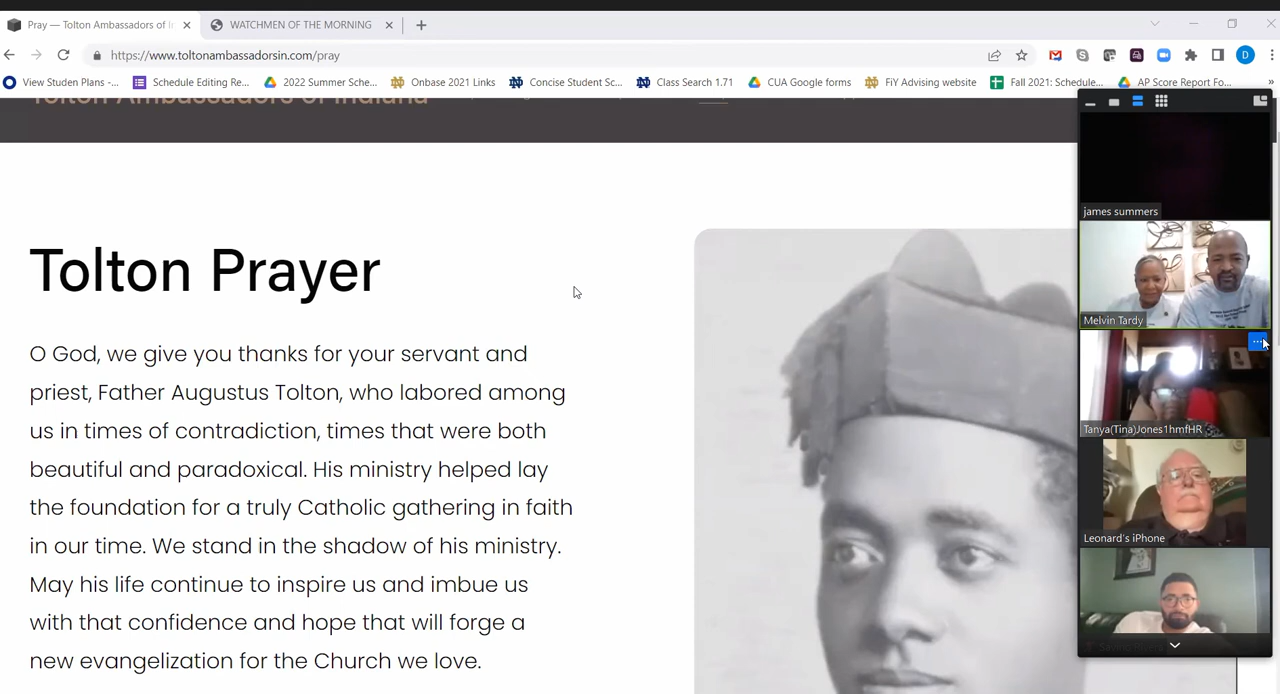 Pray — Tolton Ambassadors of I
WATCHMEN OF THE MORNING
https://www.toltonambassadorsin.com/pray
D
View Studen Plans -...
Schedule Editing Re...
2022 Summer Sche...
Onbase 2021 Links
Concise Student Sc...
Class Search 1.71
CUA Google forms
FiY Advising website
Fall 2021: Schedule...
AP Score Report Fo...
»
Tolton Ambassadors of Indiana
Tolton Prayer
O God, we give you thanks for your servant and
priest, Father Augustus Tolton, who labored among
us in times of contradiction, times that were both
beautiful and paradoxical. His ministry helped lay
the foundation for a truly Catholic gathering in faith
in our time. We stand in the shadow of his ministry.
May his life continue to inspire us and imbue us
with that confidence and hope that will forge a
new evangelization for the Church we love.
james summers
Melvin Tardy
Tanya(Tina)Jones1hmfHR
Leonard's iPhone